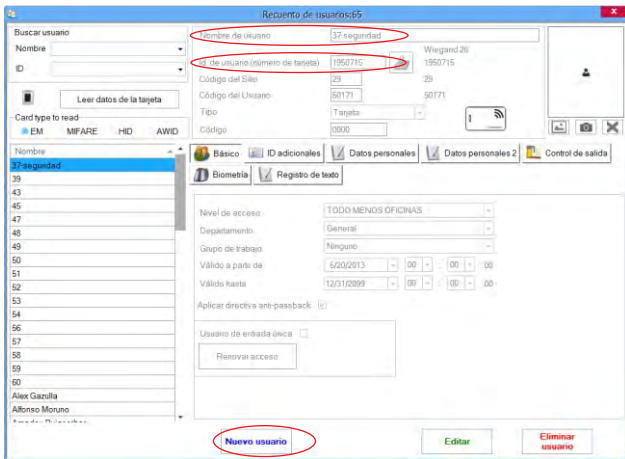 Recuento de usuarios:65
x
Buscar usuario
Nombre
ID
Leer datos de la tarjeta
Card type to read
EM MIFARE HID AWID
Nombre de usuario 37-seguridad
Wiegand 26
Id. de usuario (número de tarjeta) 1950715 1950715
Código del Sitio 29 29
Código del Usuario 50171 50171
Tipo Tarjeta
Código 0000
Nombre
37-seguridad
39
43
45
47
48
49
50
51
52
53
54
56
57
58
59
60
Alex Gazulla
Alfonso Moruno
Básico ID adicionales Datos personales Datos personales 2 Control de salida
Biometría Registro de texto
Nivel de acceso TODO MENOS OFICINAS
Departamento General
Grupo de trabajo Ninguno
Válido a partir de 6/20/2013 00 : 00 : 00
Válido hasta 12/31/2099 00 : 00 : 00
Aplicar directiva anti-passback
Usuario de entrada única
Renovar acceso
Nuevo usuario
Editar
Eliminar
usuario